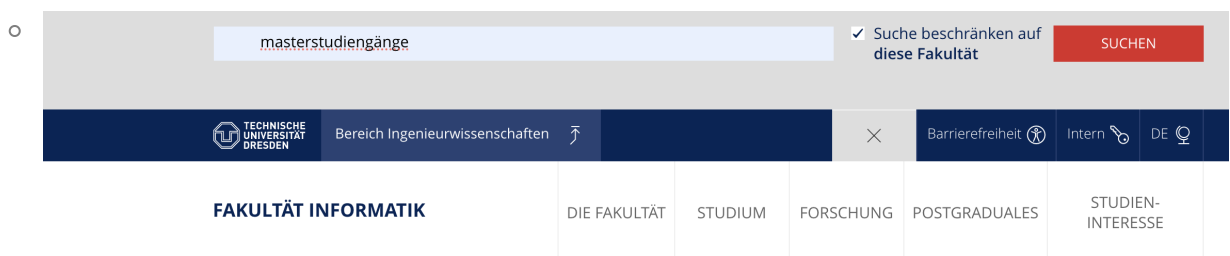 masterstudiengänge
Suche beschränken auf
diese Fakultät
SUCHEN
TECHNISCHE
UNIVERSITÄT
DRESDEN
Bereich Ingenieurwissenschaften
Barrierefreiheit
Intern
DE
FAKULTÄT INFORMATIK
DIE FAKULTÄT
STUDIUM
FORSCHUNG
POSTGRADUALES
STUDIEN-
INTERESSE